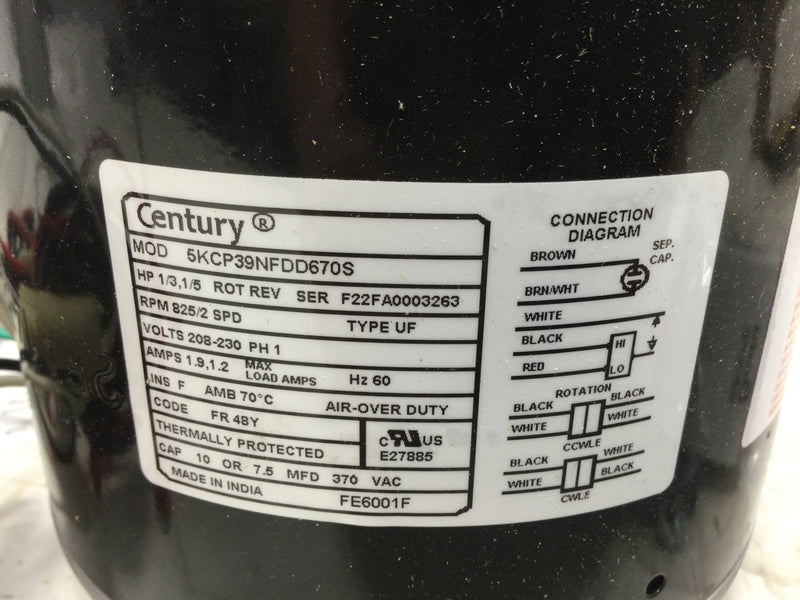 Century ®
MOD 5KCP39NFDD670S
HP 1/3,1/5 ROT REV SER F22FA0003263
RPM 825/2 SPD TYPE UF
VOLTS 208-230 PH 1
AMPS 1.9,1.2 MAX LOAD AMPS Hz 60
INS F AMB 70°C AIR-OVER DUTY
CODE FR 48Y
THERMALLY PROTECTED
C RU US
E27885
CAP 10 OR 7.5 MFD 370 VAC
MADE IN INDIA FE6001F
CONNECTION
DIAGRAM
BROWN SEP. CAP.
BRN/WHT
WHITE
BLACK HI
RED LO
ROTATION
BLACK BLACK
WHITE WHITE
CCWLE
BLACK WHITE
WHITE BLACK
CWLE